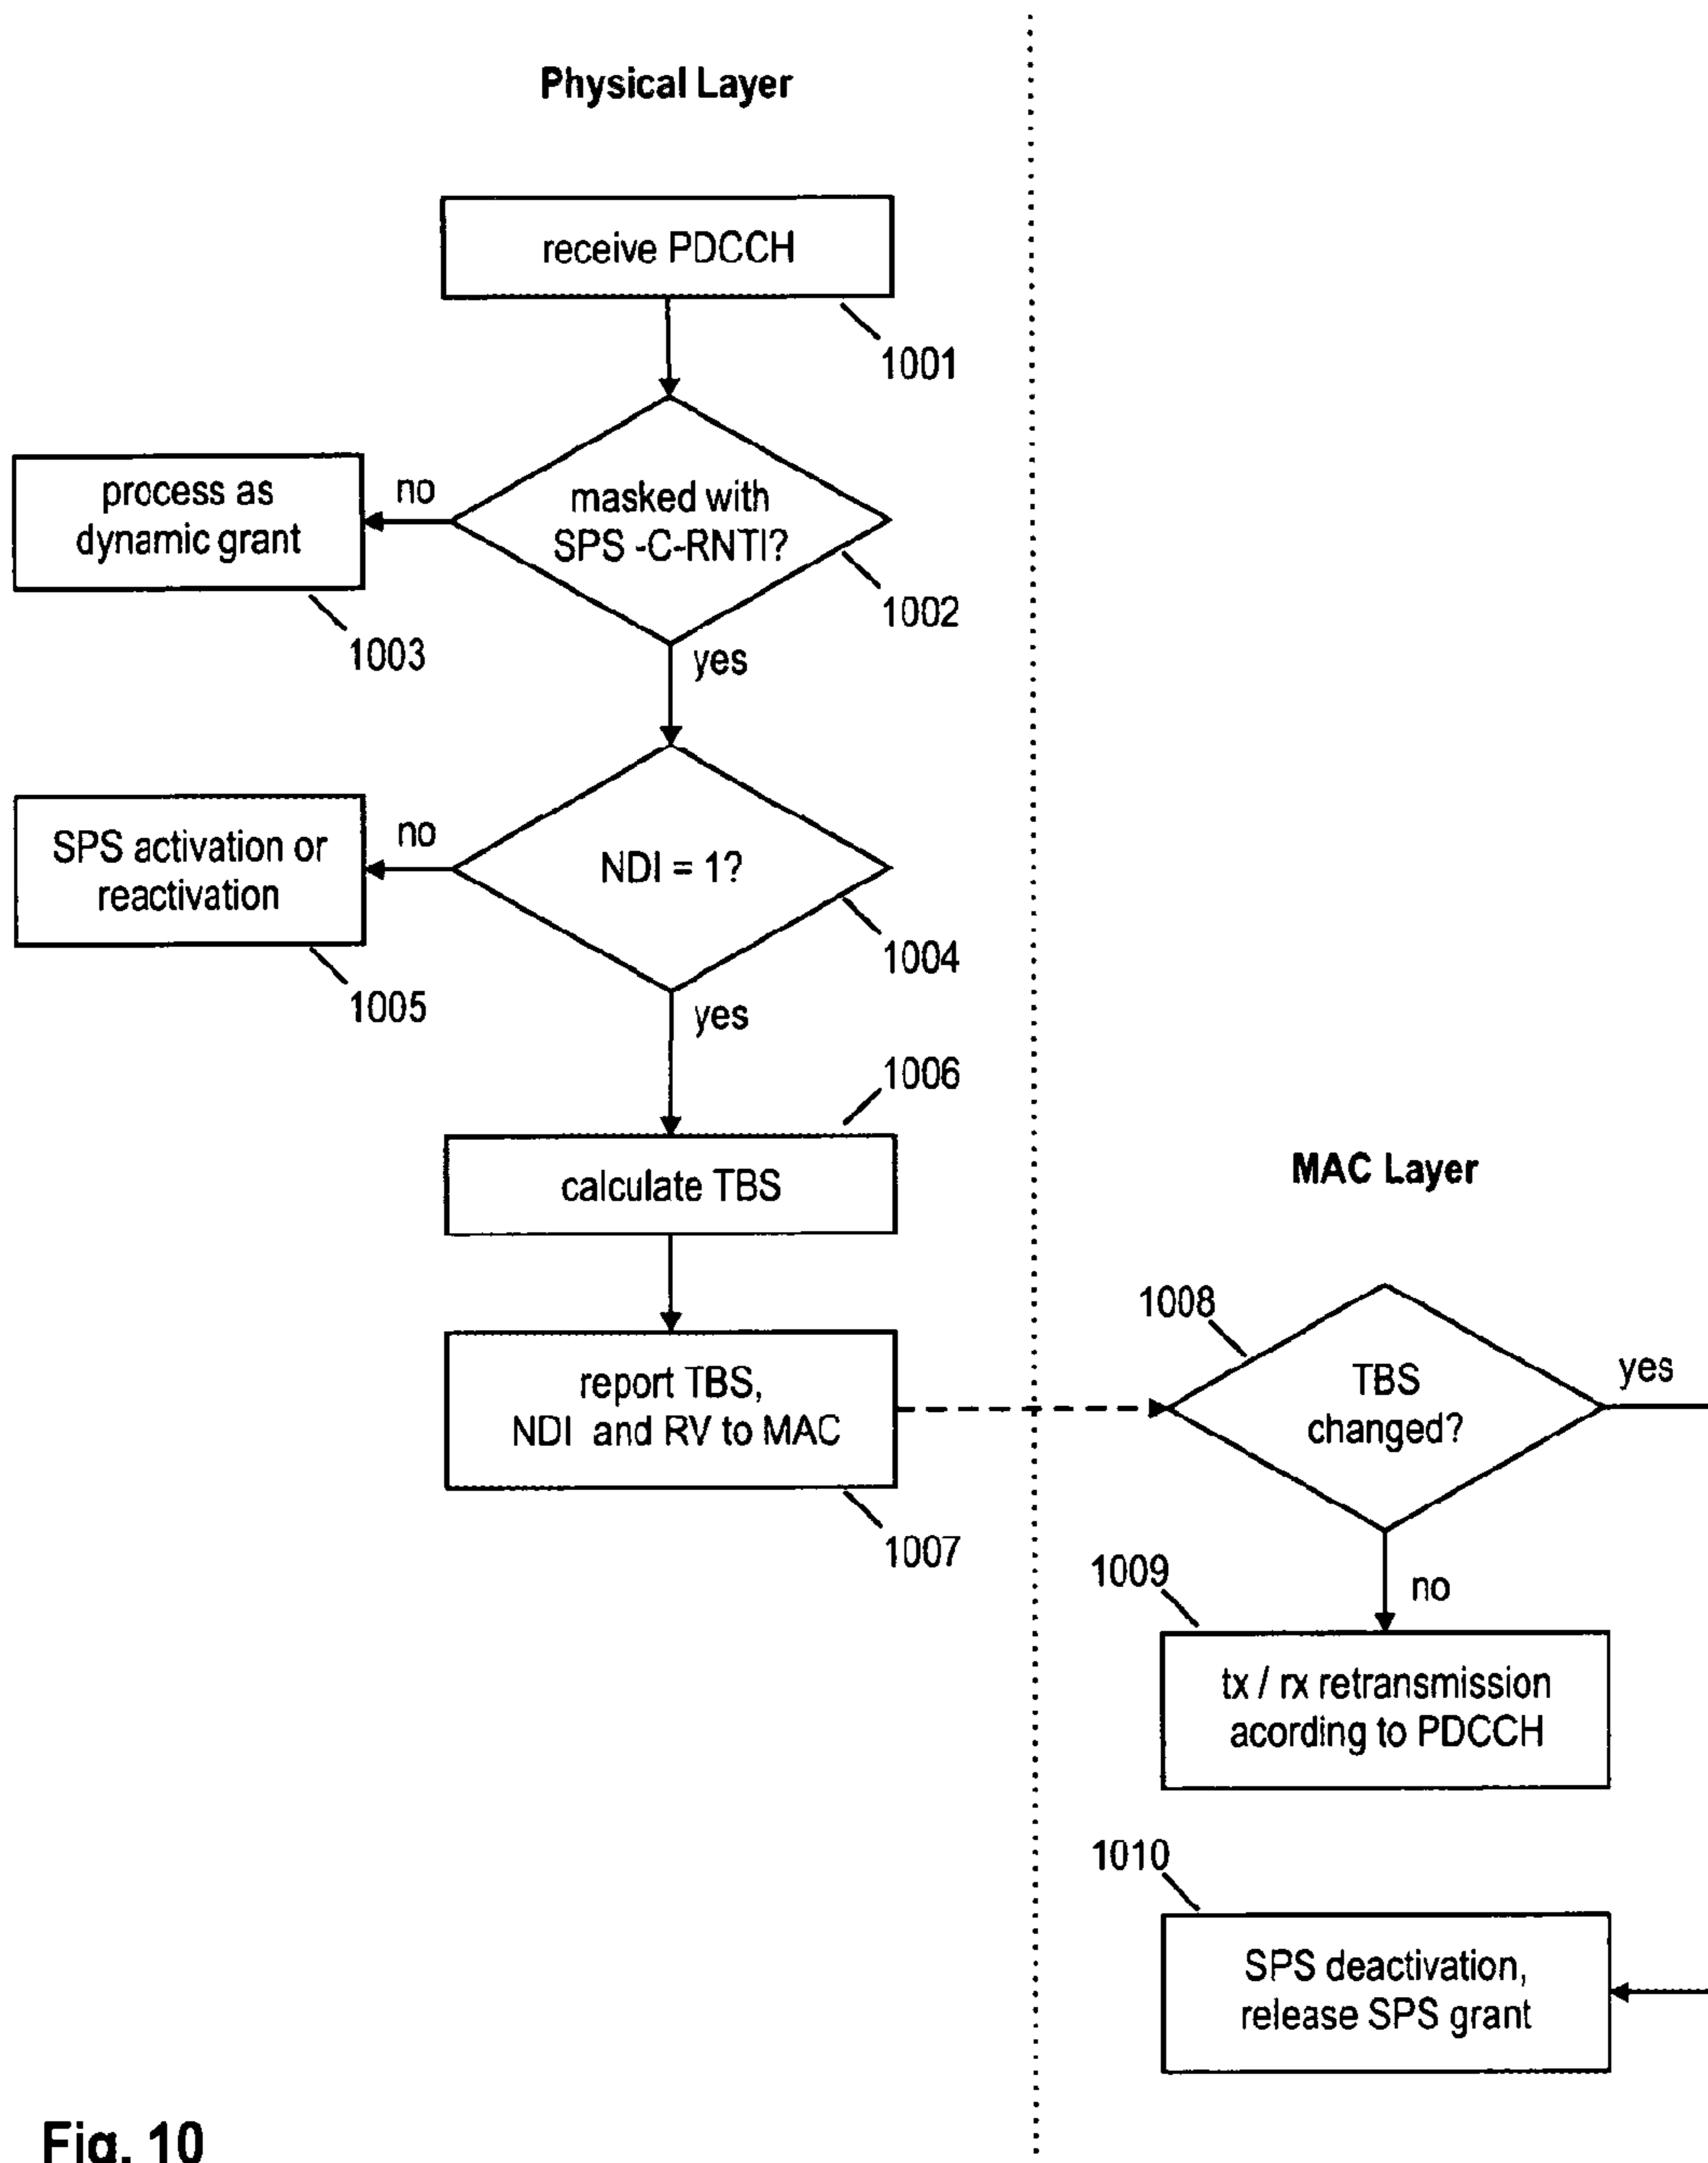 Physical Layer
receive PDCCH
1001
masked with
SPS -C-RNTI?
1002
no
process as
dynamic grant
1003
yes
NDI = 1?
1004
no
SPS activation or
reactivation
1005
yes
1006
calculate TBS
report TBS,
NDI and RV to MAC
1007
MAC Layer
1008
TBS
changed?
yes
no
1009
tx / rx retransmission
acording to PDCCH
1010
SPS deactivation,
release SPS grant
Fig. 10